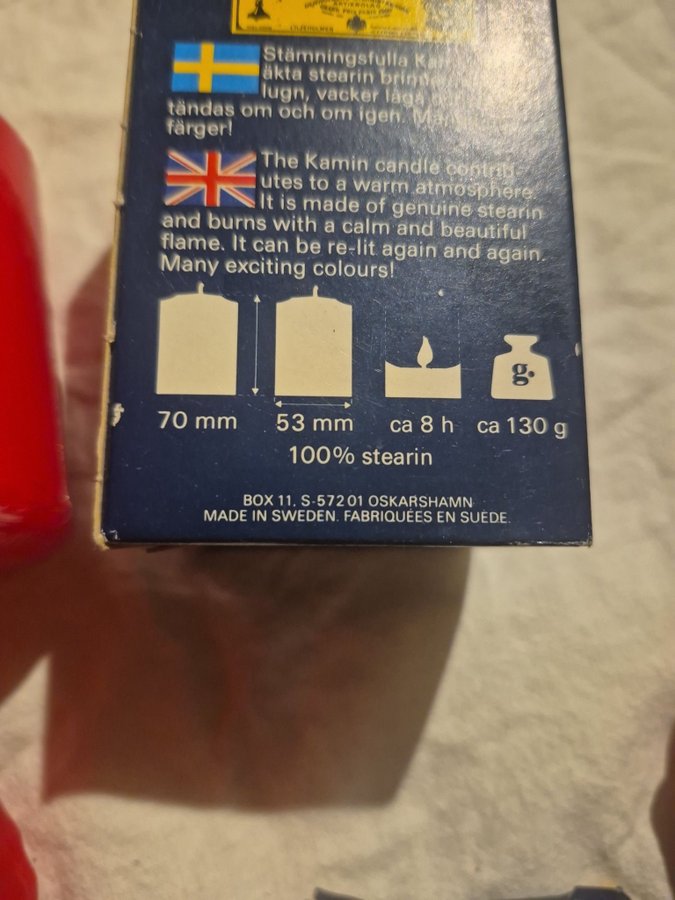 LILJEHOLMEN
Stämningsfulla
äkta stearin
lugn, vacker låga
tändas om och om igen.
färger!
The Kamin candle contrib
utes to a warm atmosphere.
It is made of genuine stearin
and burns with a calm and beautiful
flame. It can be re-lit again and again.
Many exciting colours!
g.
70 mm 53 mm ca 8 h ca 130 g
100% stearin
BOX 11, S-572 01 OSKARSHAMN
MADE IN SWEDEN. FABRIQUÉES EN SUÈDE.